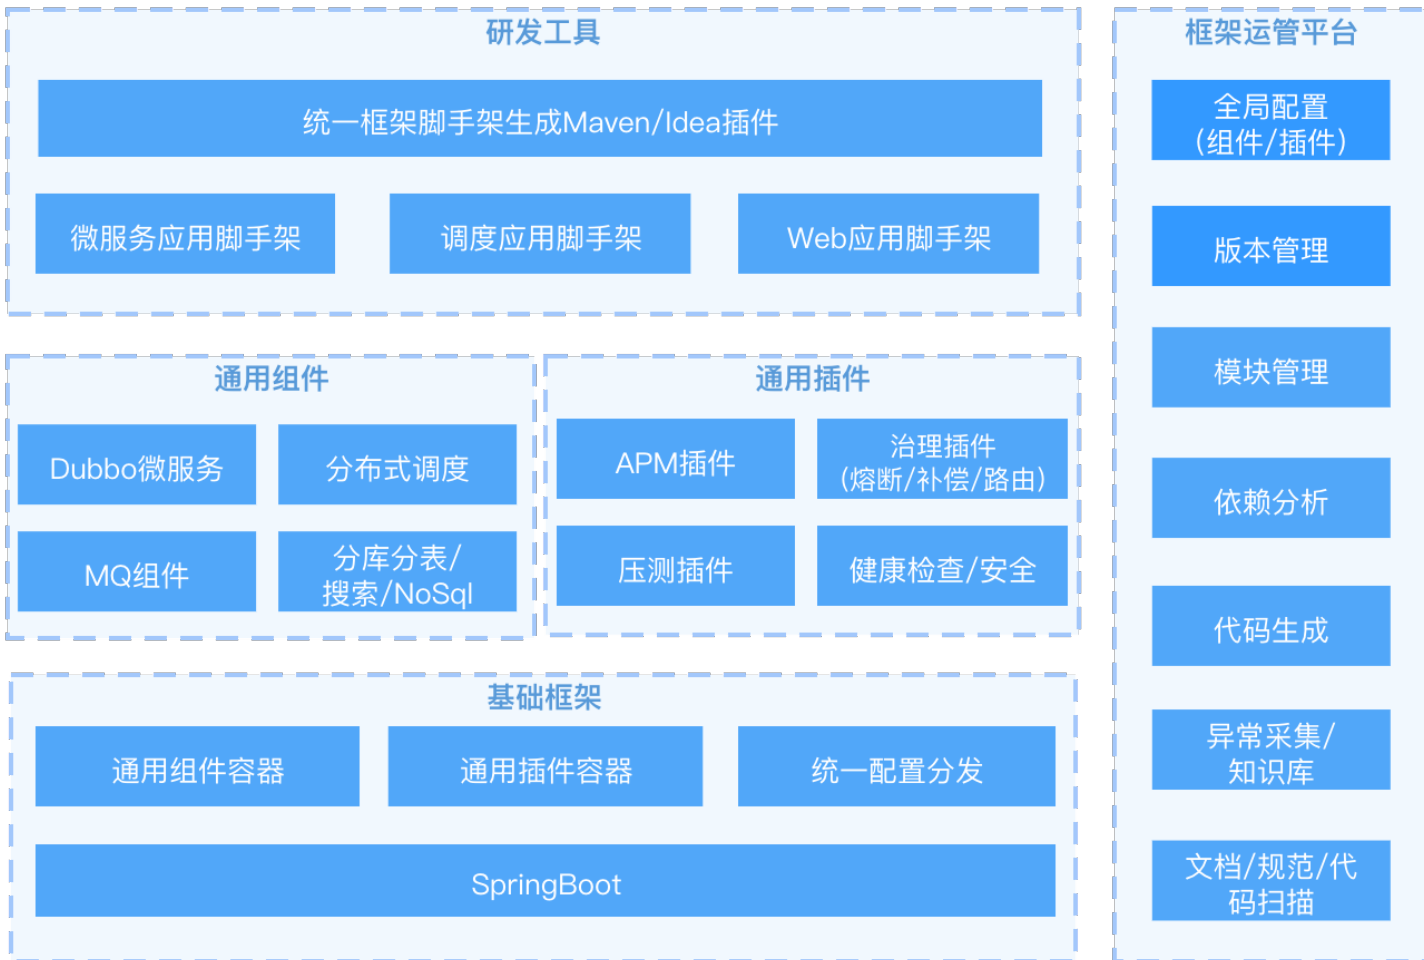 研发工具
统一框架脚手架生成Maven/Idea插件
微服务应用脚手架
调度应用脚手架
Web应用脚手架
通用组件
Dubbo微服务
分布式调度
MQ组件
分库分表/
搜索/NoSql
通用插件
APM插件
治理插件
(熔断/补偿/路由)
压测插件
健康检查/安全
基础框架
通用组件容器
通用插件容器
统一配置分发
SpringBoot
框架运管平台
全局配置
(组件/插件)
版本管理
模块管理
依赖分析
代码生成
异常采集/
知识库
文档/规范/代
码扫描